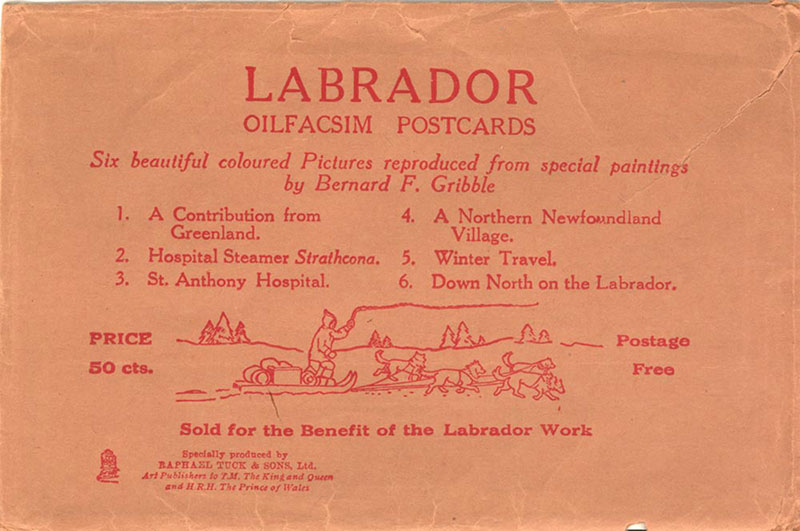 LABRADOR
OILFACSIM POSTCARDS
Six beautiful coloured Pictures reproduced from special paintings
by Bernard F. Gribble
1. A Contribution from
Greenland.
2. Hospital Steamer Strathcona.
3. St. Anthony Hospital.
4. A Northern Newfoundland
Village.
5. Winter Travel.
6. Down North on the Labrador.
PRICE
50 cts.
Postage
Free
Sold for the Benefit of the Labrador Work
Specially produced by
RAPHAEL TUCK & SONS, Ltd.
Art Publishers to T.M. The King and Queen
and H.R.H. The Prince of Wales